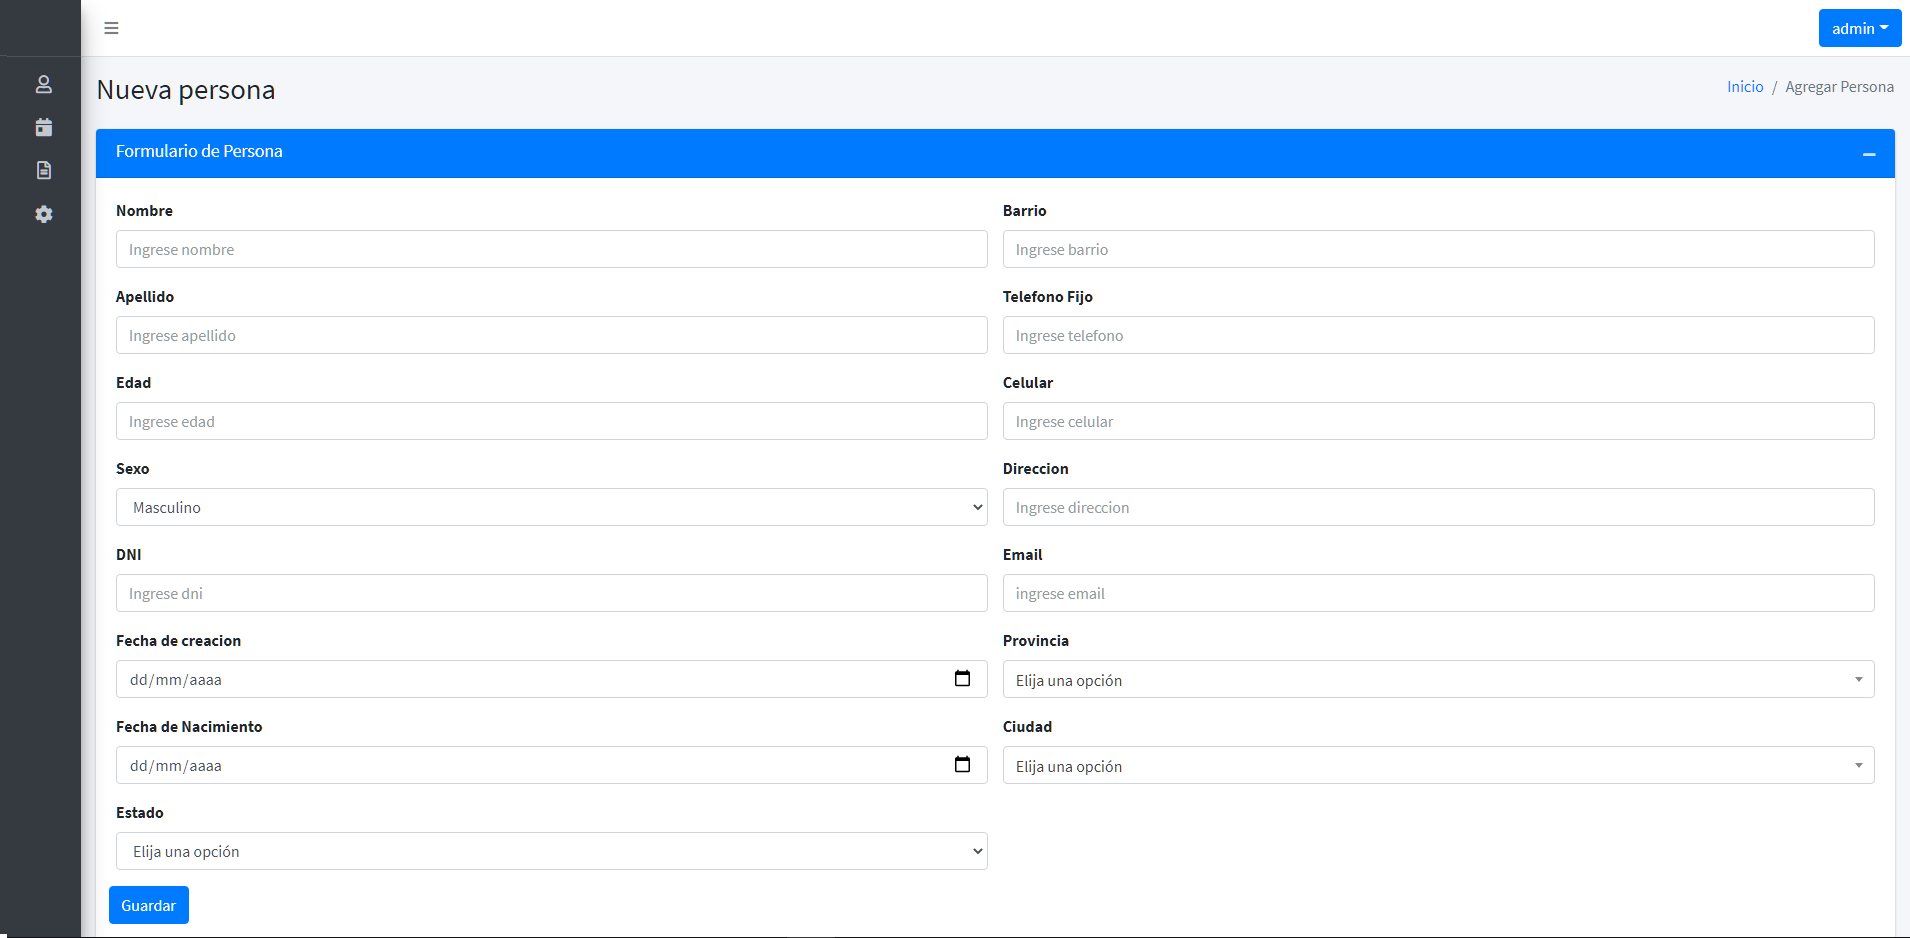 admin
Nueva persona
Inicio / Agregar Persona
Formulario de Persona
Nombre
Ingrese nombre
Apellido
Ingrese apellido
Edad
Ingrese edad
Sexo
Masculino
DNI
Ingrese dni
Fecha de creacion
dd/mm/aaaa
Fecha de Nacimiento
dd/mm/aaaa
Estado
Elija una opción
Barrio
Ingrese barrio
Telefono Fijo
Ingrese telefono
Celular
Ingrese celular
Direccion
Ingrese direccion
Email
ingrese email
Provincia
Elija una opción
Ciudad
Elija una opción
Guardar